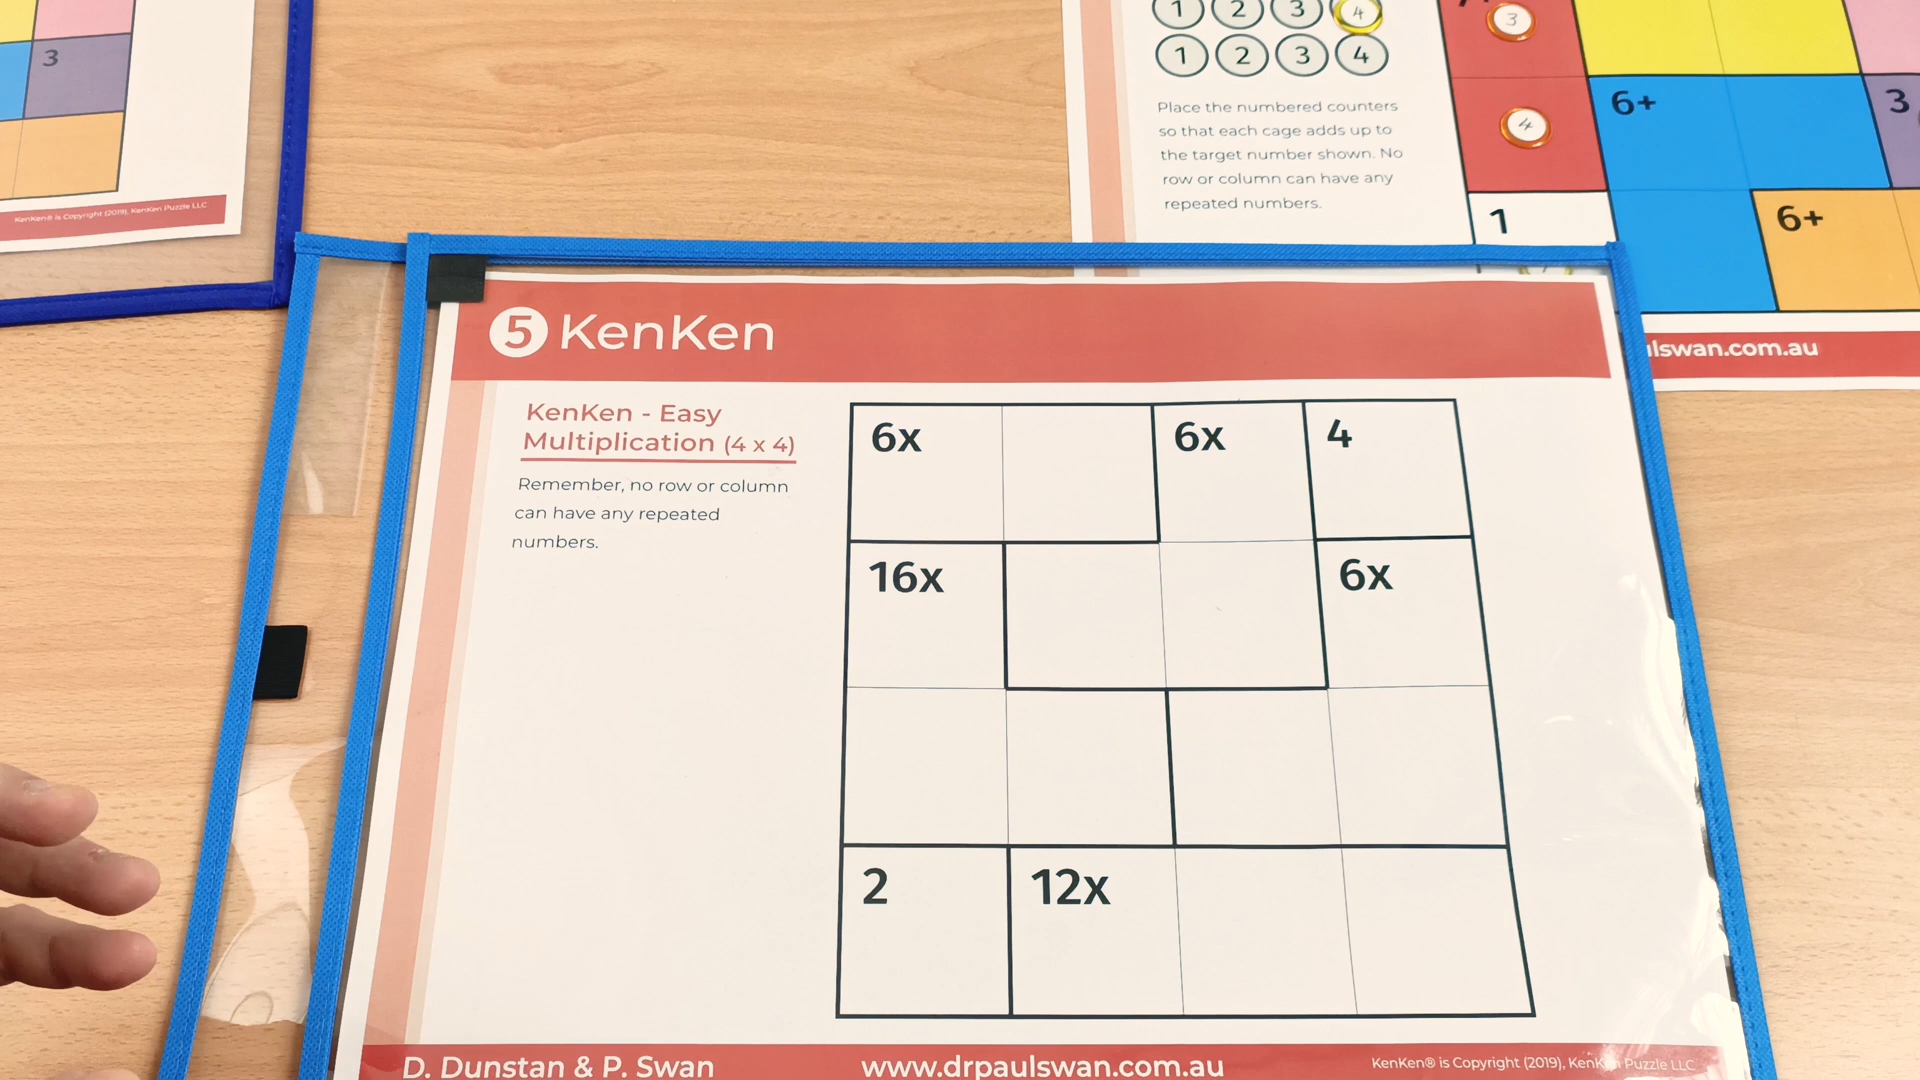 3
KenKen® is Copyright (2019), KenKen Puzzle LLC
1 2 3 4
1 2 3 4
Place the numbered counters
so that each cage adds up to
the target number shown. No
row or column can have any
repeated numbers.
3
4
6+
3
1
6+
lswan.com.au
5 KenKen
KenKen - Easy
Multiplication (4 x 4)
Remember, no row or column
can have any repeated
numbers.
6x 6x 4
16x 6x
2 12x
D. Dunstan & P. Swan www.drpaulswan.com.au KenKen® is Copyright (2019), KenKen Puzzle LLC